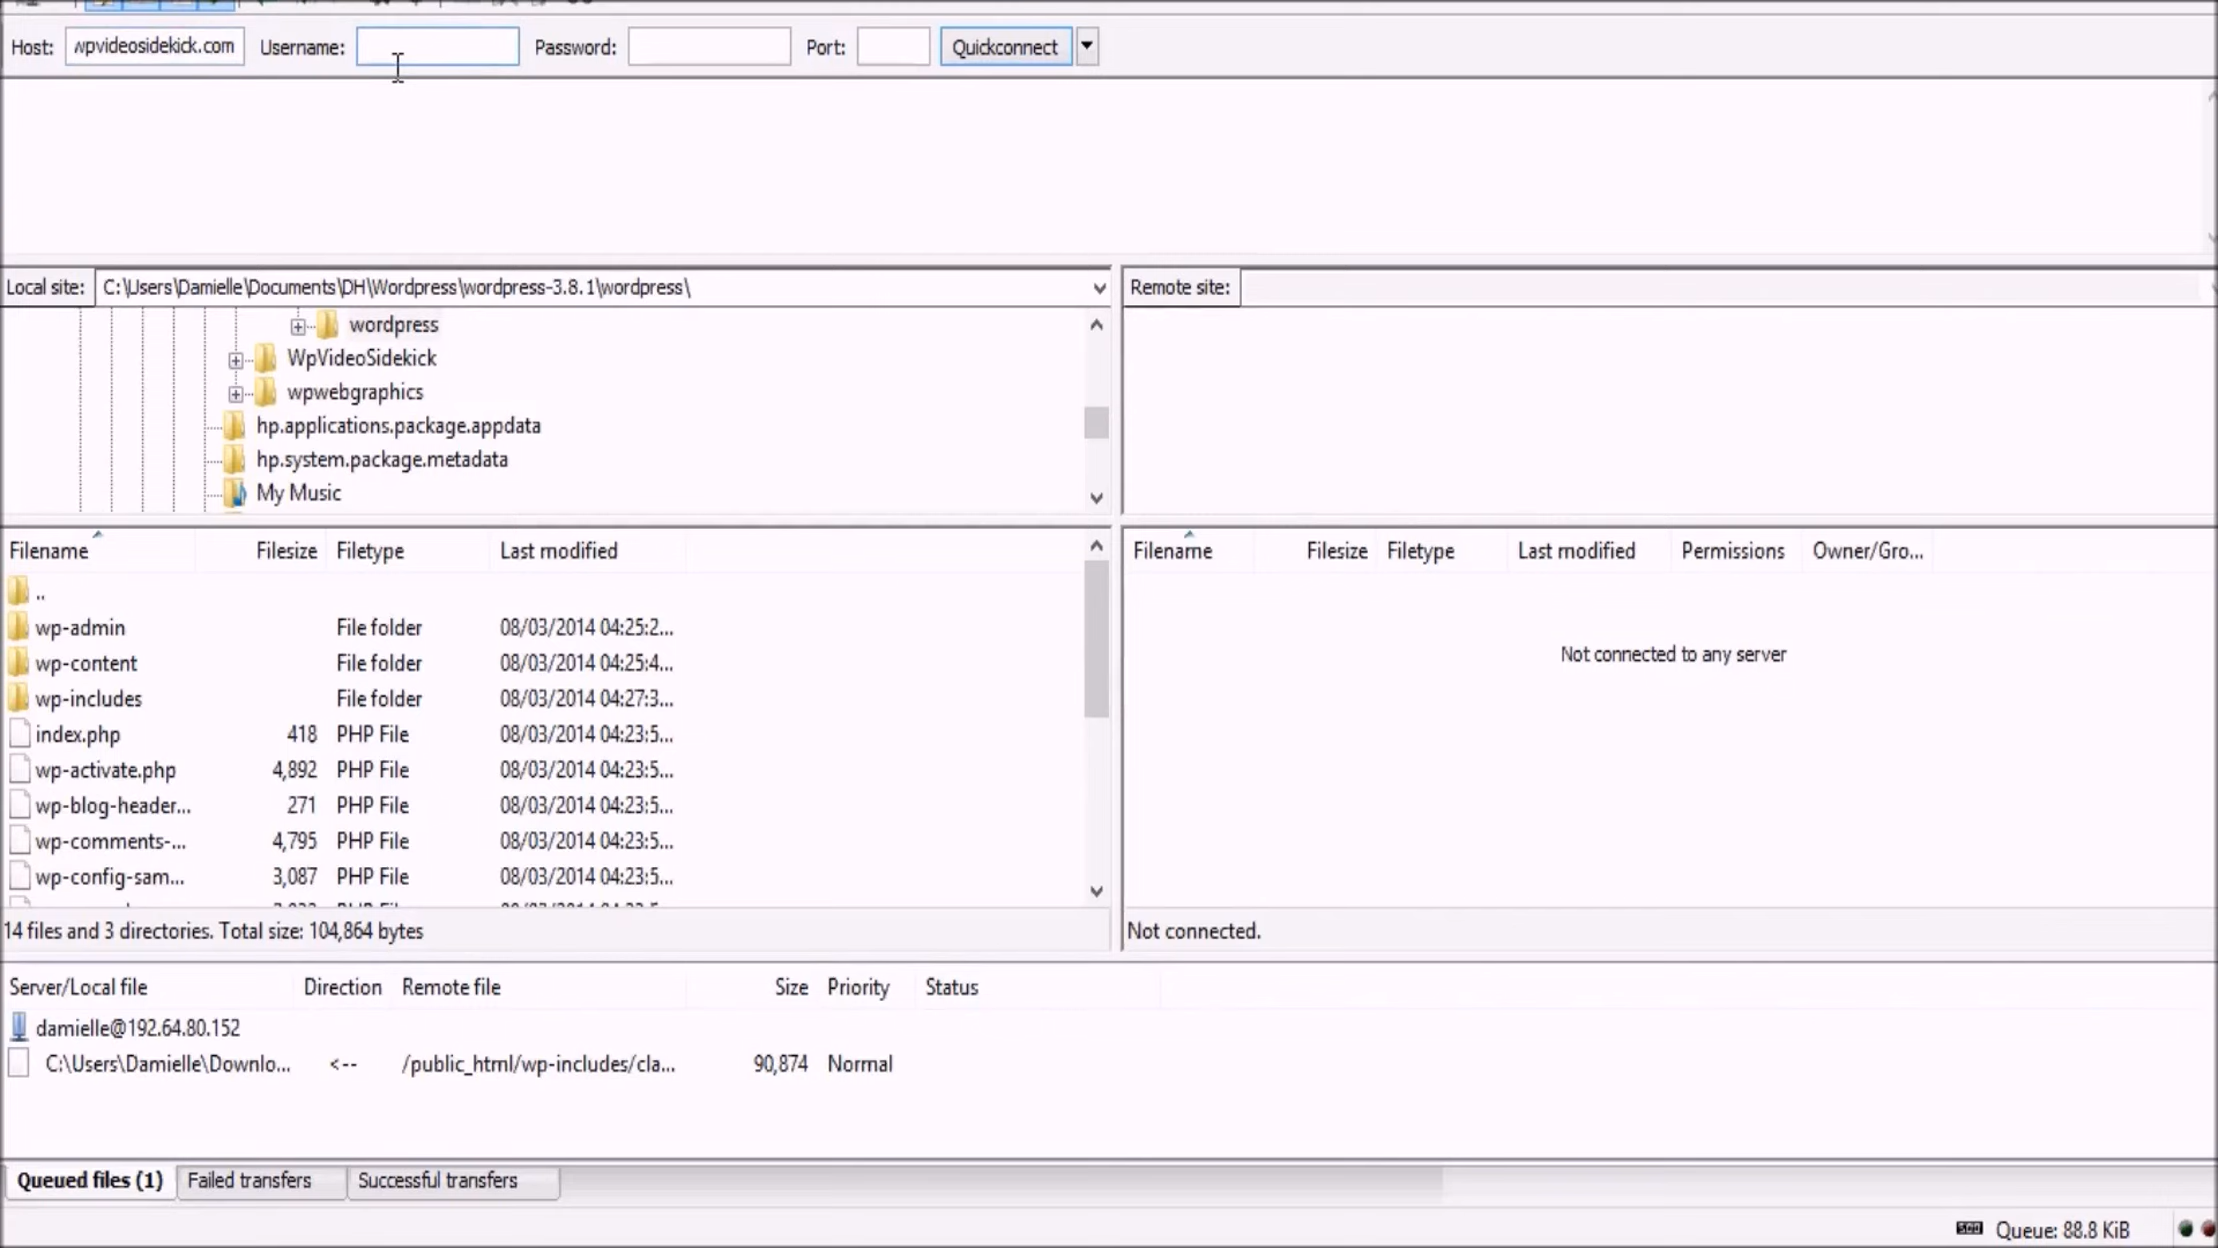 Host: wpvideosidekick.com Username: Password: Port: Quickconnect
Local site: C:\Users\Damielle\Documents\DH\Wordpress\wordpress-3.8.1\wordpress\ Remote site:
wordpress
WpVideoSidekick
wpwebgraphics
hp.applications.package.appdata
hp.system.package.metadata
My Music
Filename Filesize Filetype Last modified
..
wp-admin File folder 08/03/2014 04:25:2...
wp-content File folder 08/03/2014 04:25:4...
wp-includes File folder 08/03/2014 04:27:3...
index.php 418 PHP File 08/03/2014 04:23:5...
wp-activate.php 4,892 PHP File 08/03/2014 04:23:5...
wp-blog-header... 271 PHP File 08/03/2014 04:23:5...
wp-comments-... 4,795 PHP File 08/03/2014 04:23:5...
wp-config-sam... 3,087 PHP File 08/03/2014 04:23:5...
14 files and 3 directories. Total size: 104,864 bytes
Filename Filesize Filetype Last modified Permissions Owner/Gro...
Not connected to any server
Not connected.
Server/Local file Direction Remote file Size Priority Status
damielle@192.64.80.152
C:\Users\Damielle\Downlo... <-- /public_html/wp-includes/cla... 90,874 Normal
Queued files (1) Failed transfers Successful transfers
Queue: 88.8 KiB